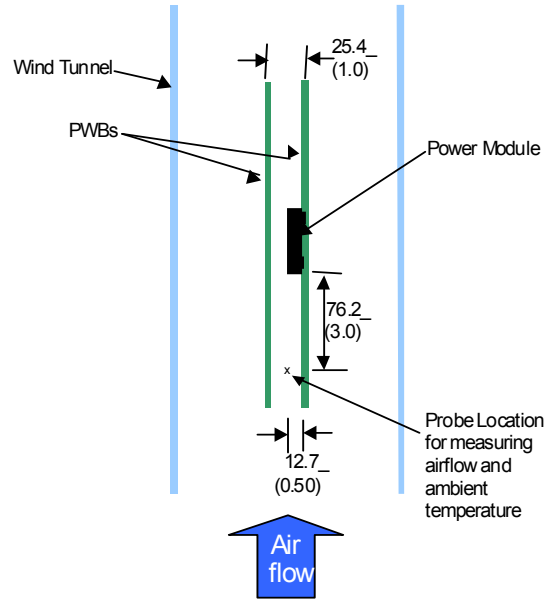 25.4_
(1.0)
Wind Tunnel
PWBs
Power Module
76.2_
(3.0)
x
Probe Location
for measuring
airflow and
ambient
temperature
12.7_
(0.50)
Air
flow